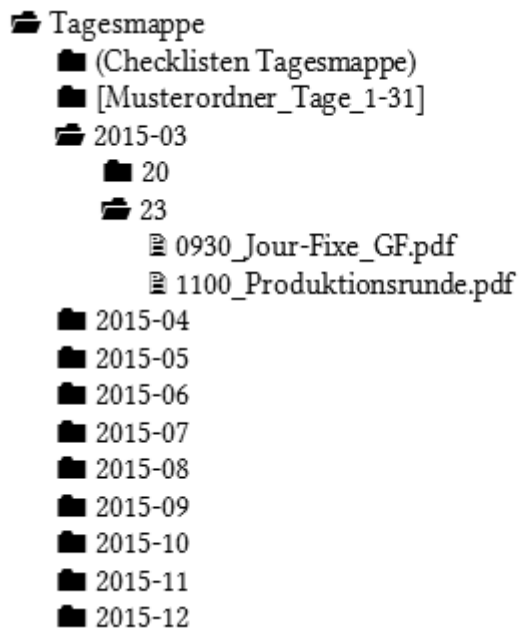 Tagesmappe
(Checklisten Tagesmappe)
[Musterordner_Tage_1-31]
2015-03
20
23
0930_Jour-Fixe_GF.pdf
1100_Produktionsrunde.pdf
2015-04
2015-05
2015-06
2015-07
2015-08
2015-09
2015-10
2015-11
2015-12